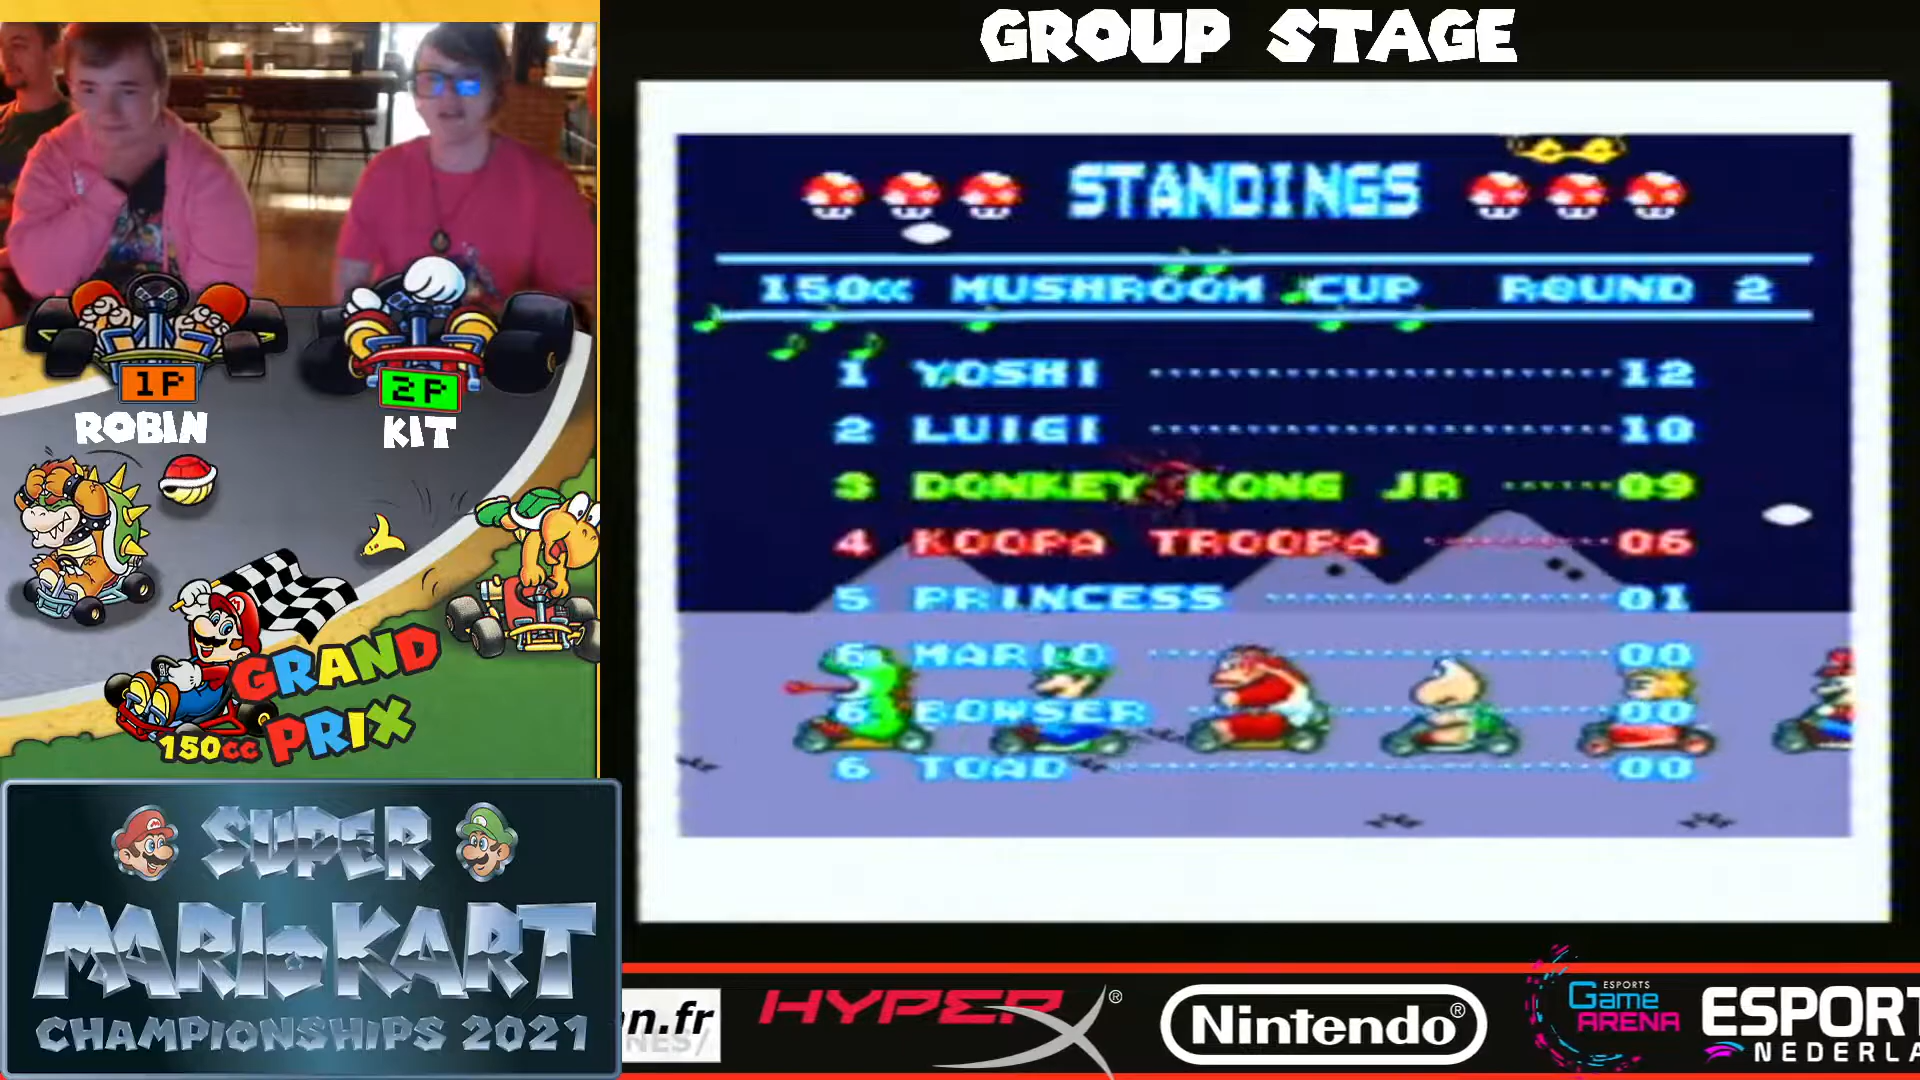 GROUP STAGE
STANDINGS
150cc MUSHROOM CUP ROUND 2
1 YOSHI 12
2 LUIGI 10
3 DONKEY KONG JR 09
4 KOOPA TROOPA 06
5 PRINCESS 01
6 MARIO 00
6 BOWSER 00
6 TOAD 00
1P
2P
ROBIN
KIT
GRAND
150cc PRIX
SUPER
MARIO KART
CHAMPIONSHIPS 2021
n.fr
NES/
HYPERX®
Nintendo®
ESPORTS
Game
ARENA
ESPORT
NEDERLA